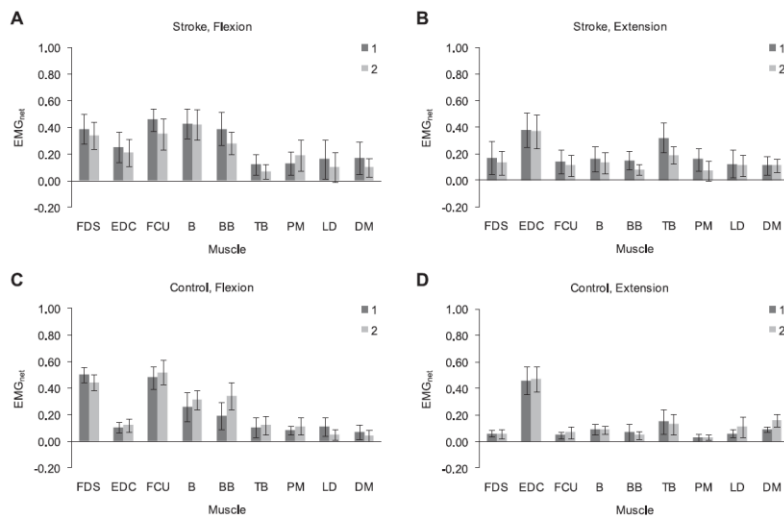 A
Stroke, Flexion
1
2
1.00
0.80
0.60
0.40
0.20
0.00
-0.20
EMGnet
FDS EDC FCU B BB TB PM LD DM
Muscle
B
Stroke, Extension
1
2
1.00
0.80
0.60
0.40
0.20
0.00
-0.20
EMGnet
FDS EDC FCU B BB TB PM LD DM
Muscle
C
Control, Flexion
1
2
1.00
0.80
0.60
0.40
0.20
0.00
-0.20
EMGnet
FDS EDC FCU B BB TB PM LD DM
Muscle
D
Control, Extension
1
2
1.00
0.80
0.60
0.40
0.20
0.00
-0.20
EMGnet
FDS EDC FCU B BB TB PM LD DM
Muscle